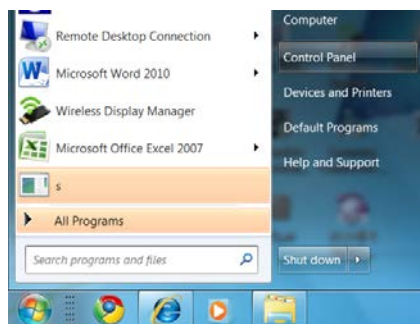 Remote Desktop Connection
Microsoft Word 2010
Wireless Display Manager
Microsoft Office Excel 2007
s
All Programs
Search programs and files
Computer
Control Panel
Devices and Printers
Default Programs
Help and Support
Shut down